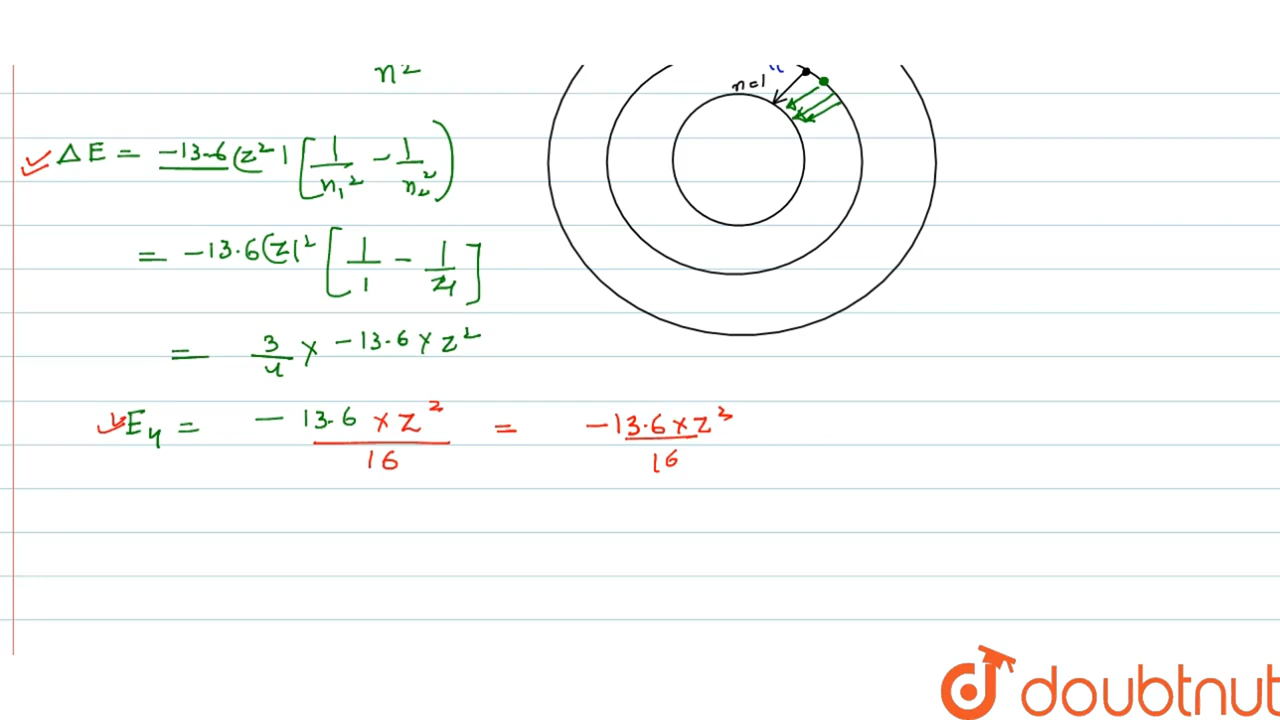 n²
n=1
ΔE = -13.6 (z²) [1/n₁² - 1/n₂²)
= -13.6(z)² [1/1 - 1/4]
= 3/4 x -13.6 x z²
E₄ = -13.6 x z²/16 = -13.6 x z³/16
doubtnut